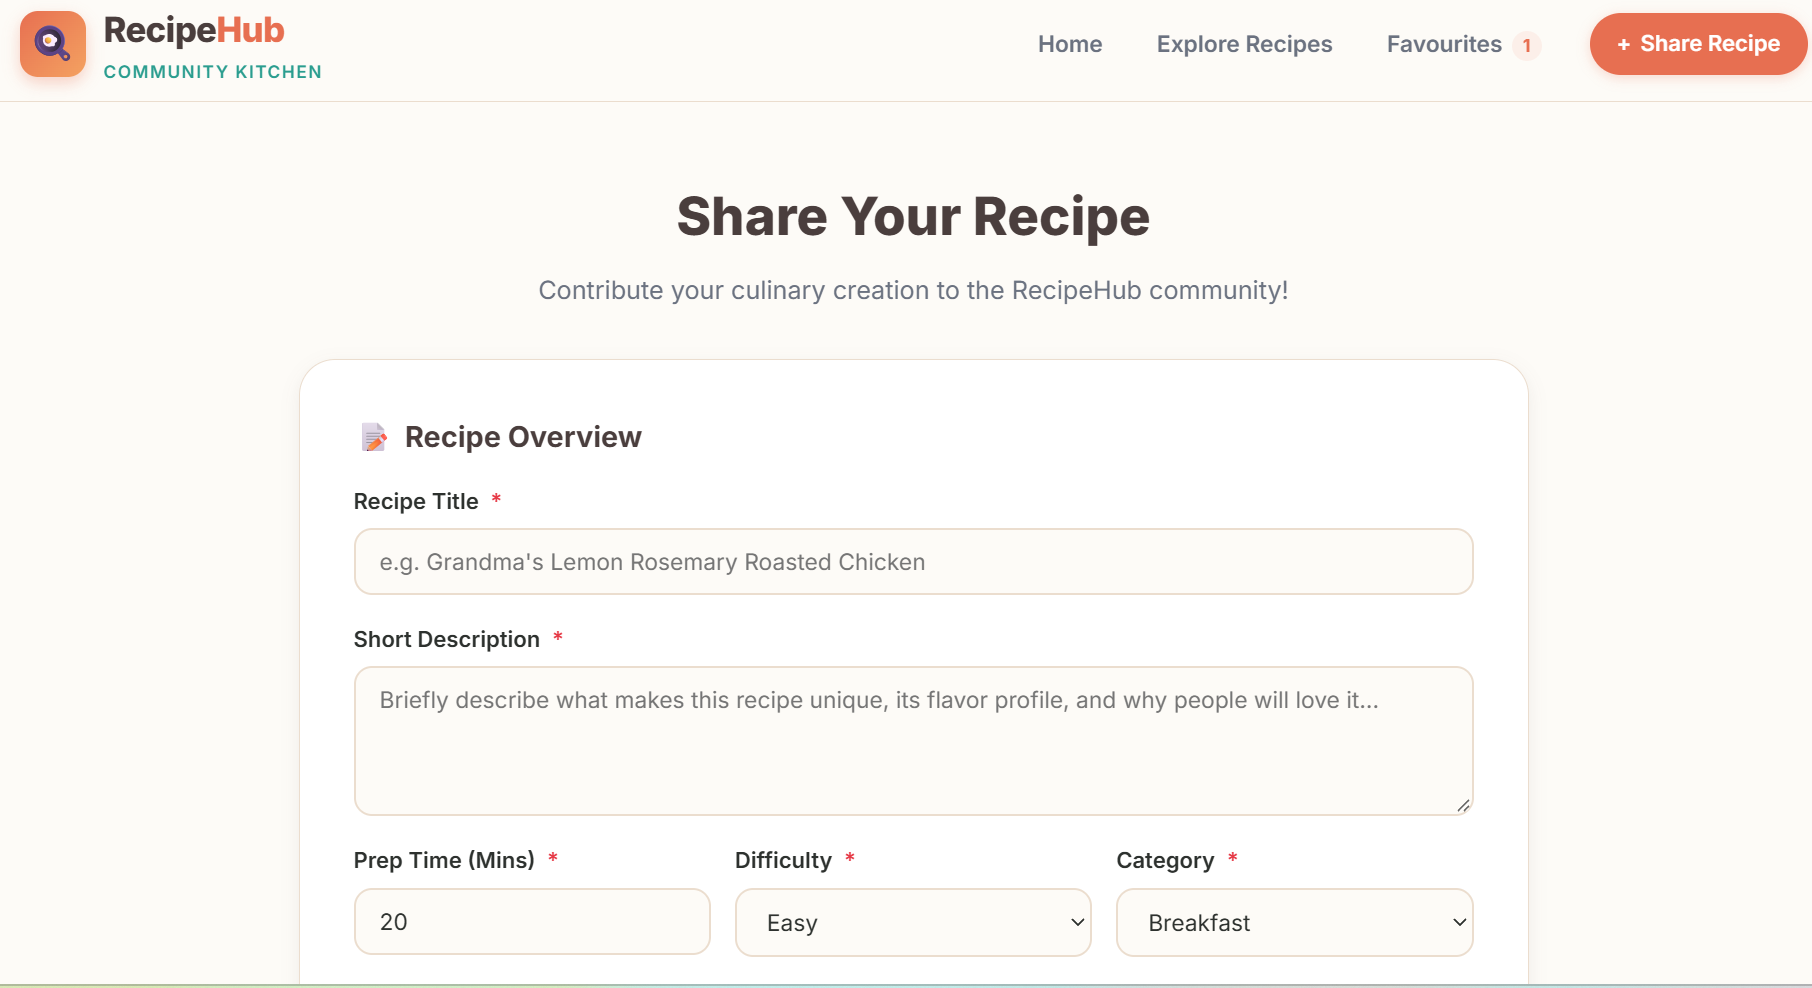 RecipeHub
COMMUNITY KITCHEN
Home
Explore Recipes
Favourites 1
+ Share Recipe
Share Your Recipe
Contribute your culinary creation to the RecipeHub community!
Recipe Overview
Recipe Title *
e.g. Grandma's Lemon Rosemary Roasted Chicken
Short Description *
Briefly describe what makes this recipe unique, its flavor profile, and why people will love it...
Prep Time (Mins) *
Difficulty *
Category *
20
Easy
Breakfast